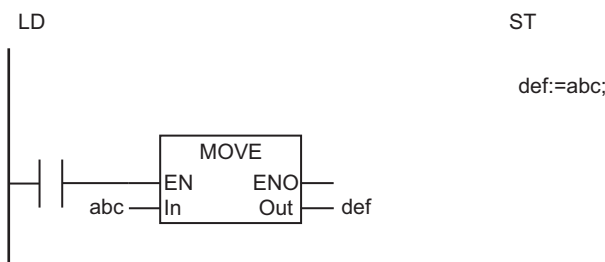 LD
ST
def:=abc;
MOVE
EN ENO
abc In Out def